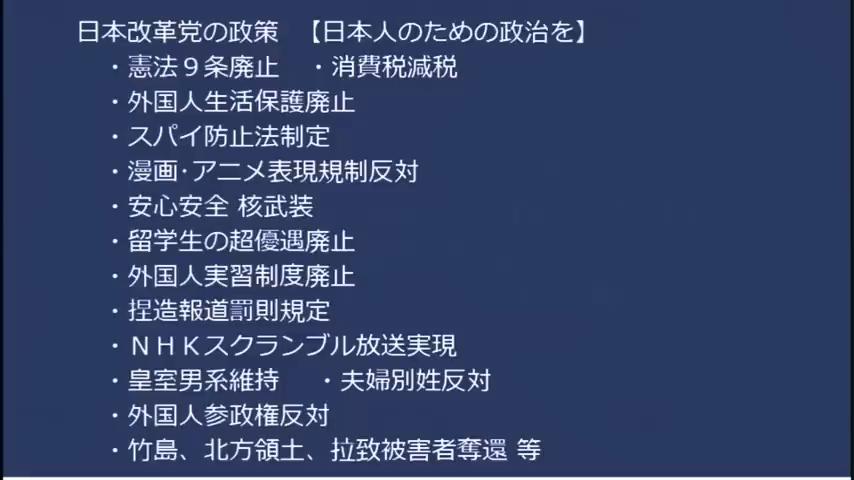 日本改革党の政策 【日本人のための政治を】
・憲法９条廃止 ・消費税減税
・外国人生活保護廃止
・スパイ防止法制定
・漫画･アニメ表現規制反対
・安心安全 核武装
・留学生の超優遇廃止
・外国人実習制度廃止
・捏造報道罰則規定
・ＮＨＫスクランブル放送実現
・皇室男系維持 ・夫婦別姓反対
・外国人参政権反対
・竹島、北方領土、拉致被害者奪還 等